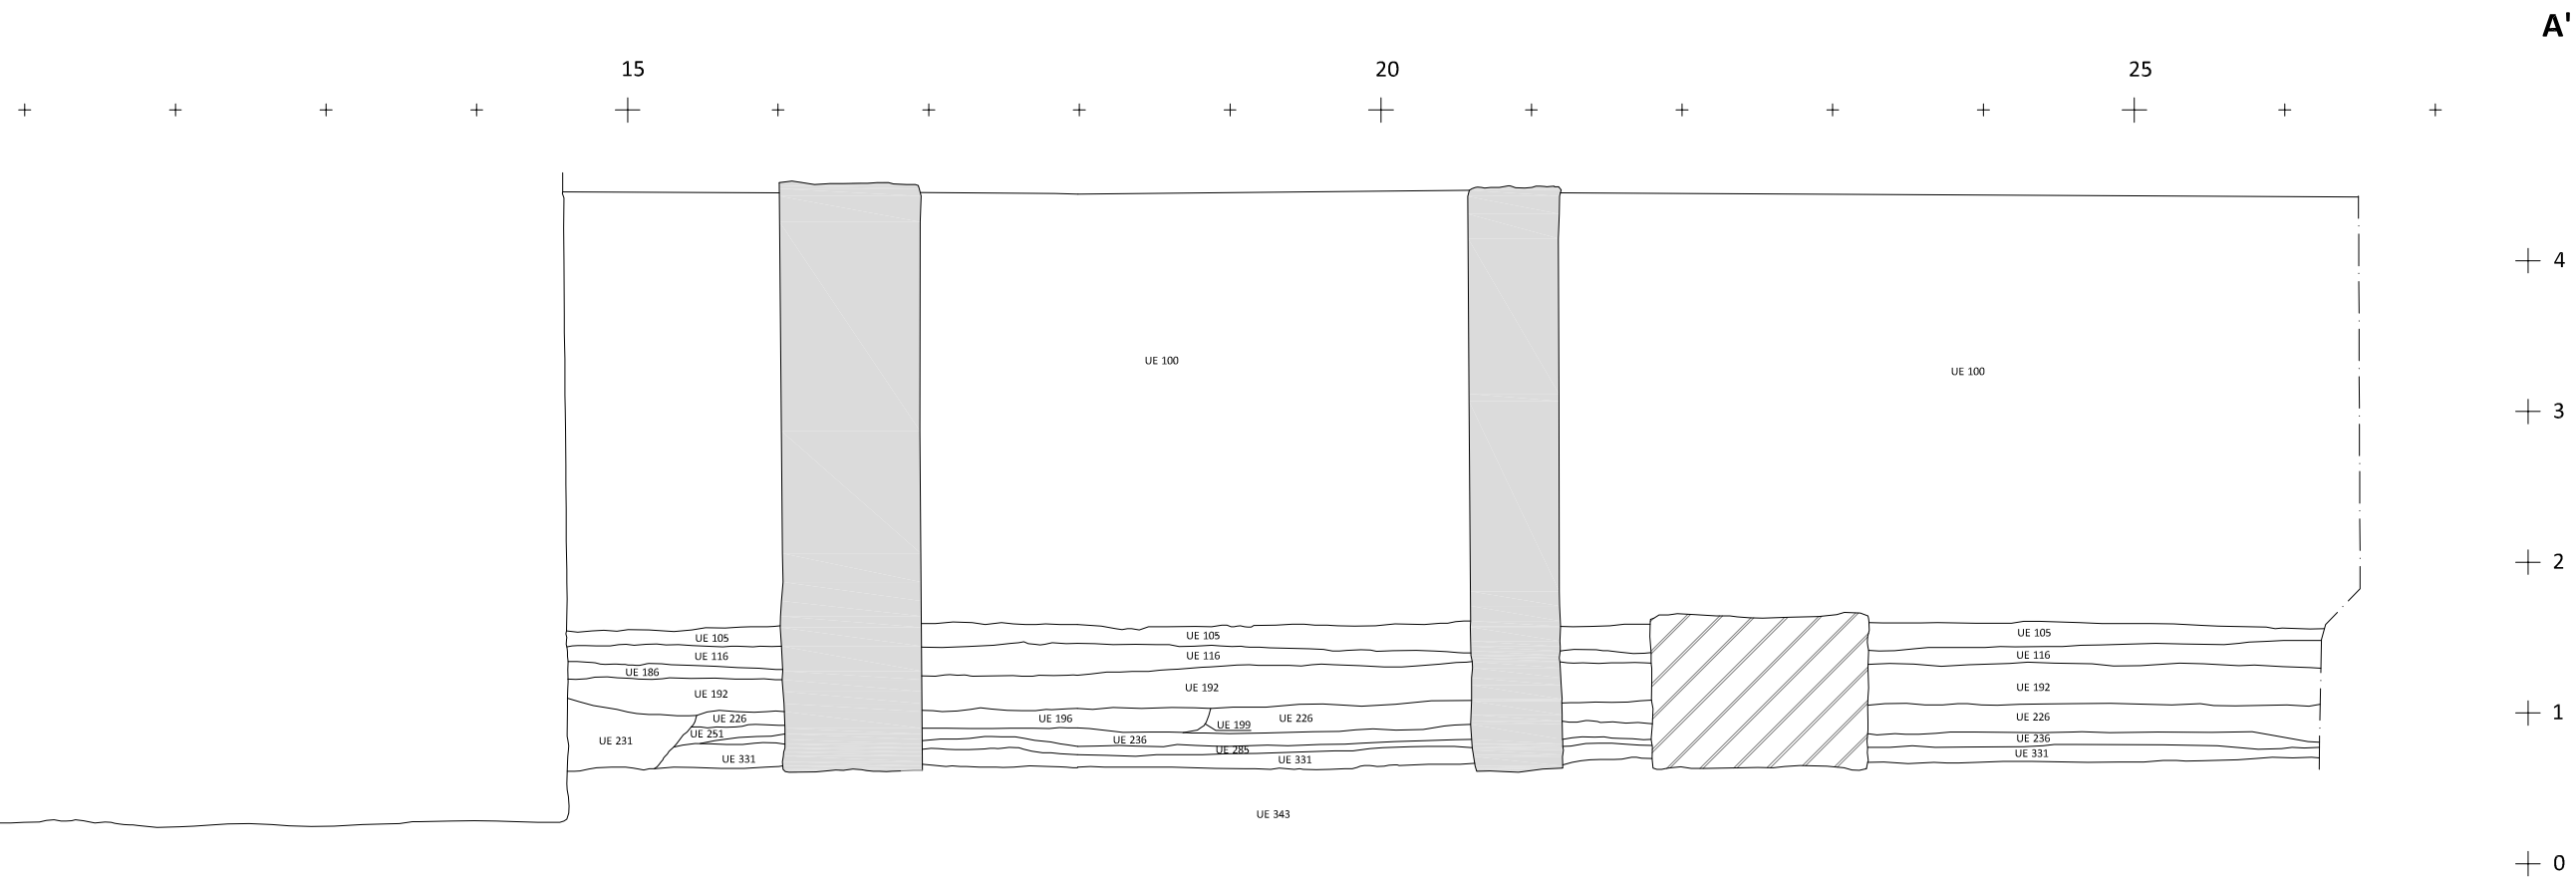 A'
15 20 25
4
UE 100
UE 100
3
2
UE 105 UE 105 UE 105
UE 116 UE 116 UE 116
UE 186
UE 192 UE 192 UE 192
UE 226 UE 196 UE 199 UE 226 UE 226
1
UE 251
UE 231 UE 236 UE 236
UE 285
UE 331 UE 331 UE 331
UE 343
0